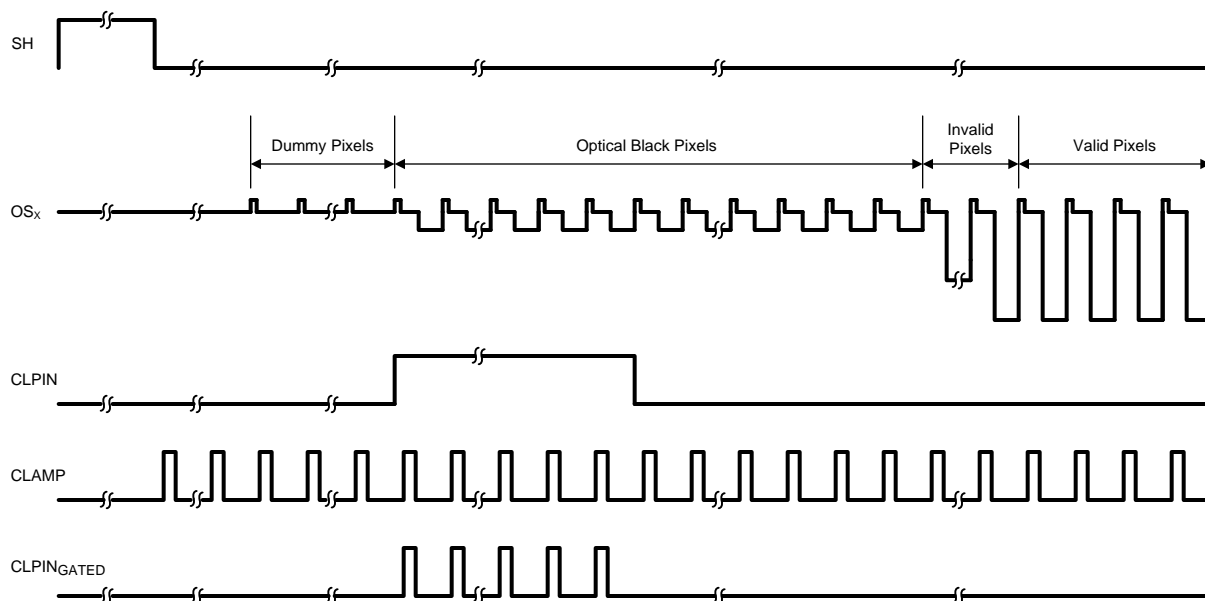 SH
Dummy Pixels
Optical Black Pixels
Invalid
Pixels
Valid Pixels
OSX
CLPIN
CLAMP
CLPINGATED